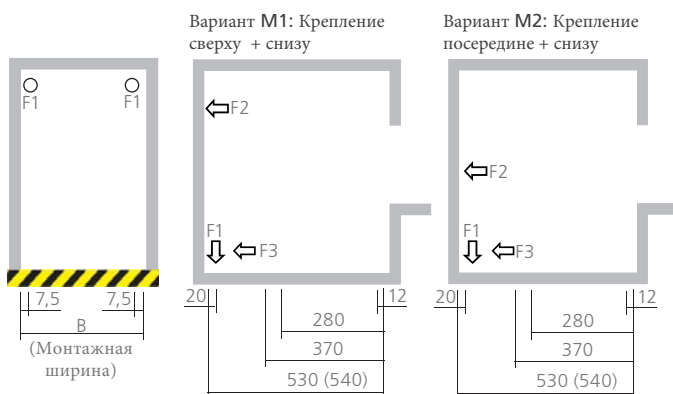 Вариант M1: Крепление
сверху + снизу
Вариант M2: Крепление
посередине + снизу
F1
F1
7,5
7,5
B
(Монтажная
ширина)
F2
F1
F3
20
12
280
370
530 (540)
F2
F1
F3
20
12
280
370
530 (540)